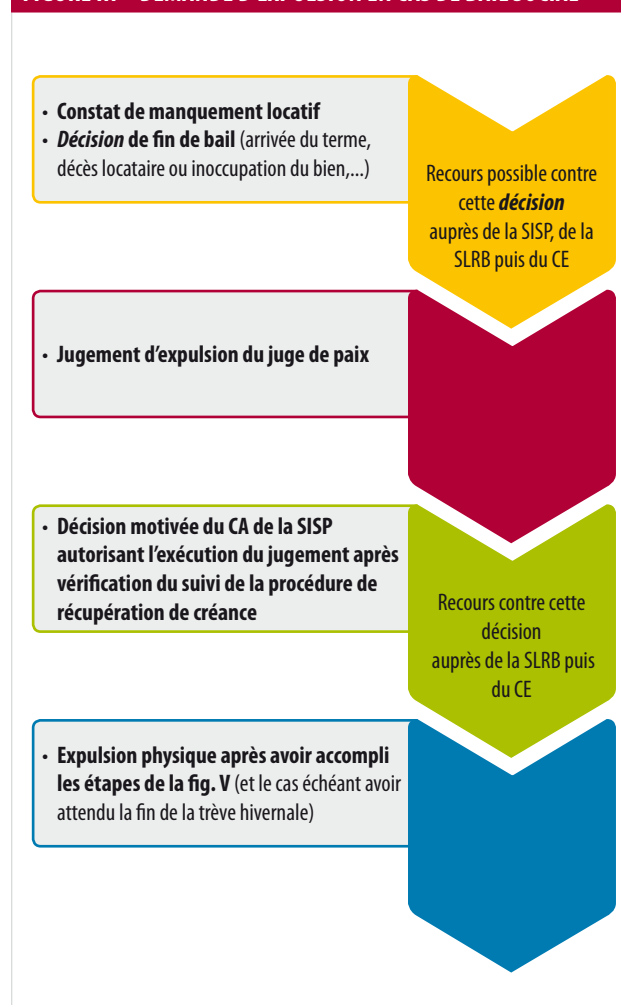 • Constat de manquement locatif
• Décision de fin de bail (arrivée du terme,
décès locataire ou inoccupation du bien,...)
Recours possible contre
cette décision
auprès de la SISP, de la
SLRB puis du CE
• Jugement d'expulsion du juge de paix
• Décision motivée du CA de la SISP
autorisant l'exécution du jugement après
vérification du suivi de la procédure de
récupération de créance
Recours contre cette
décision
auprès de la SLRB puis
du CE
• Expulsion physique après avoir accompli
les étapes de la fig. V (et le cas échéant avoir
attendu la fin de la trève hivernale)